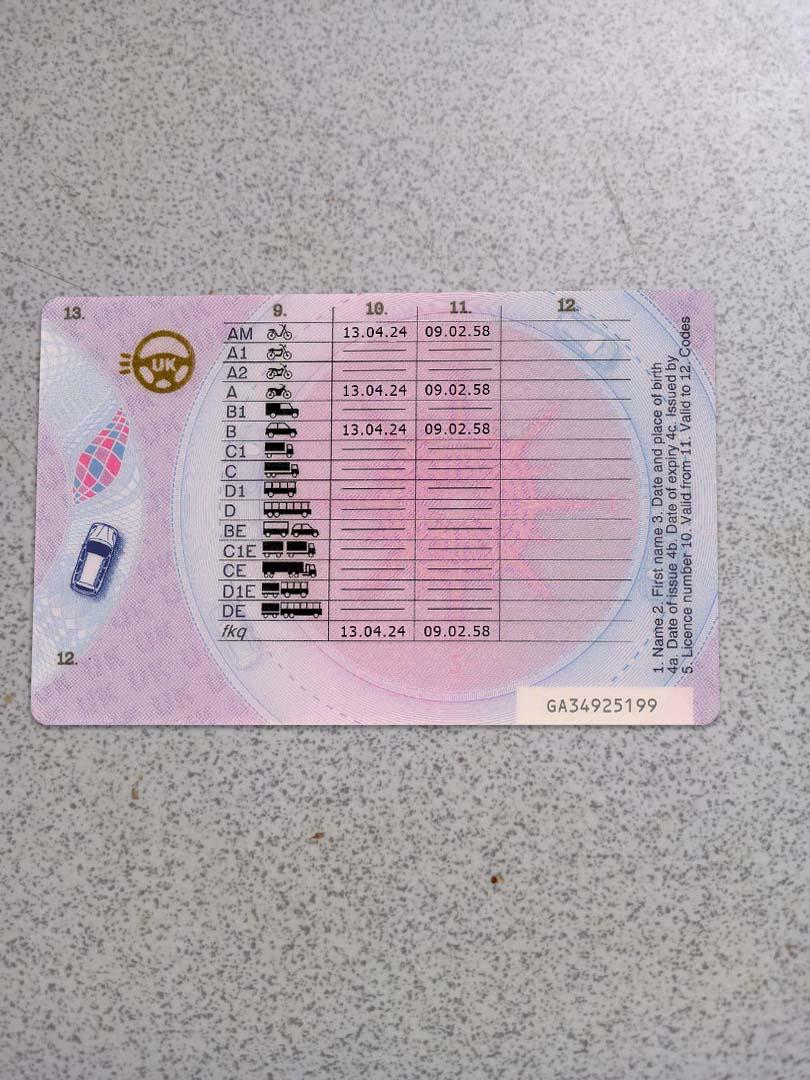 13.
9. 10. 11. 12.
UK
AM 13.04.24 09.02.58
A1
A2
A 13.04.24 09.02.58
B1
B 13.04.24 09.02.58
C1
C
D1
D
BE
C1E
CE
D1E
DE
fkq 13.04.24 09.02.58
12.
GA34925199
1. Name 2. First name 3. Date and place of birth
4a. Date of issue 4b. Date of expiry 4c. Issued by
5. Licence number 10. Valid from 11. Valid to 12. Codes